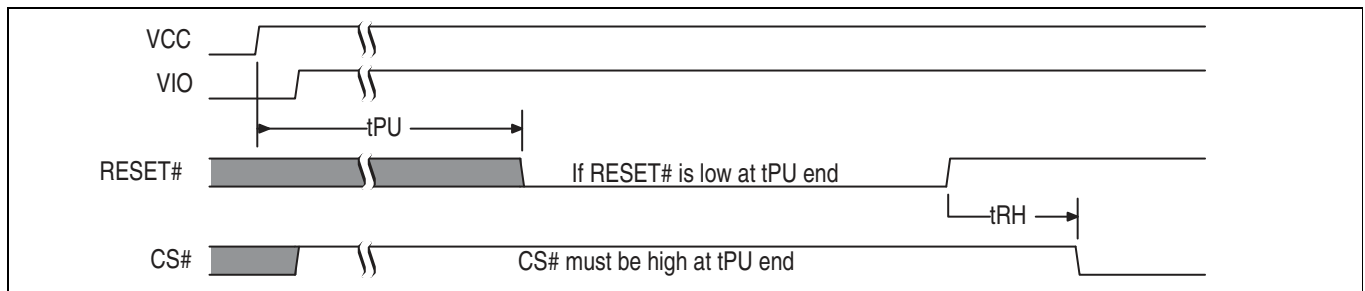 VCC
VIO
tPU
RESET#
If RESET# is low at tPU end
tRH
CS#
CS# must be high at tPU end